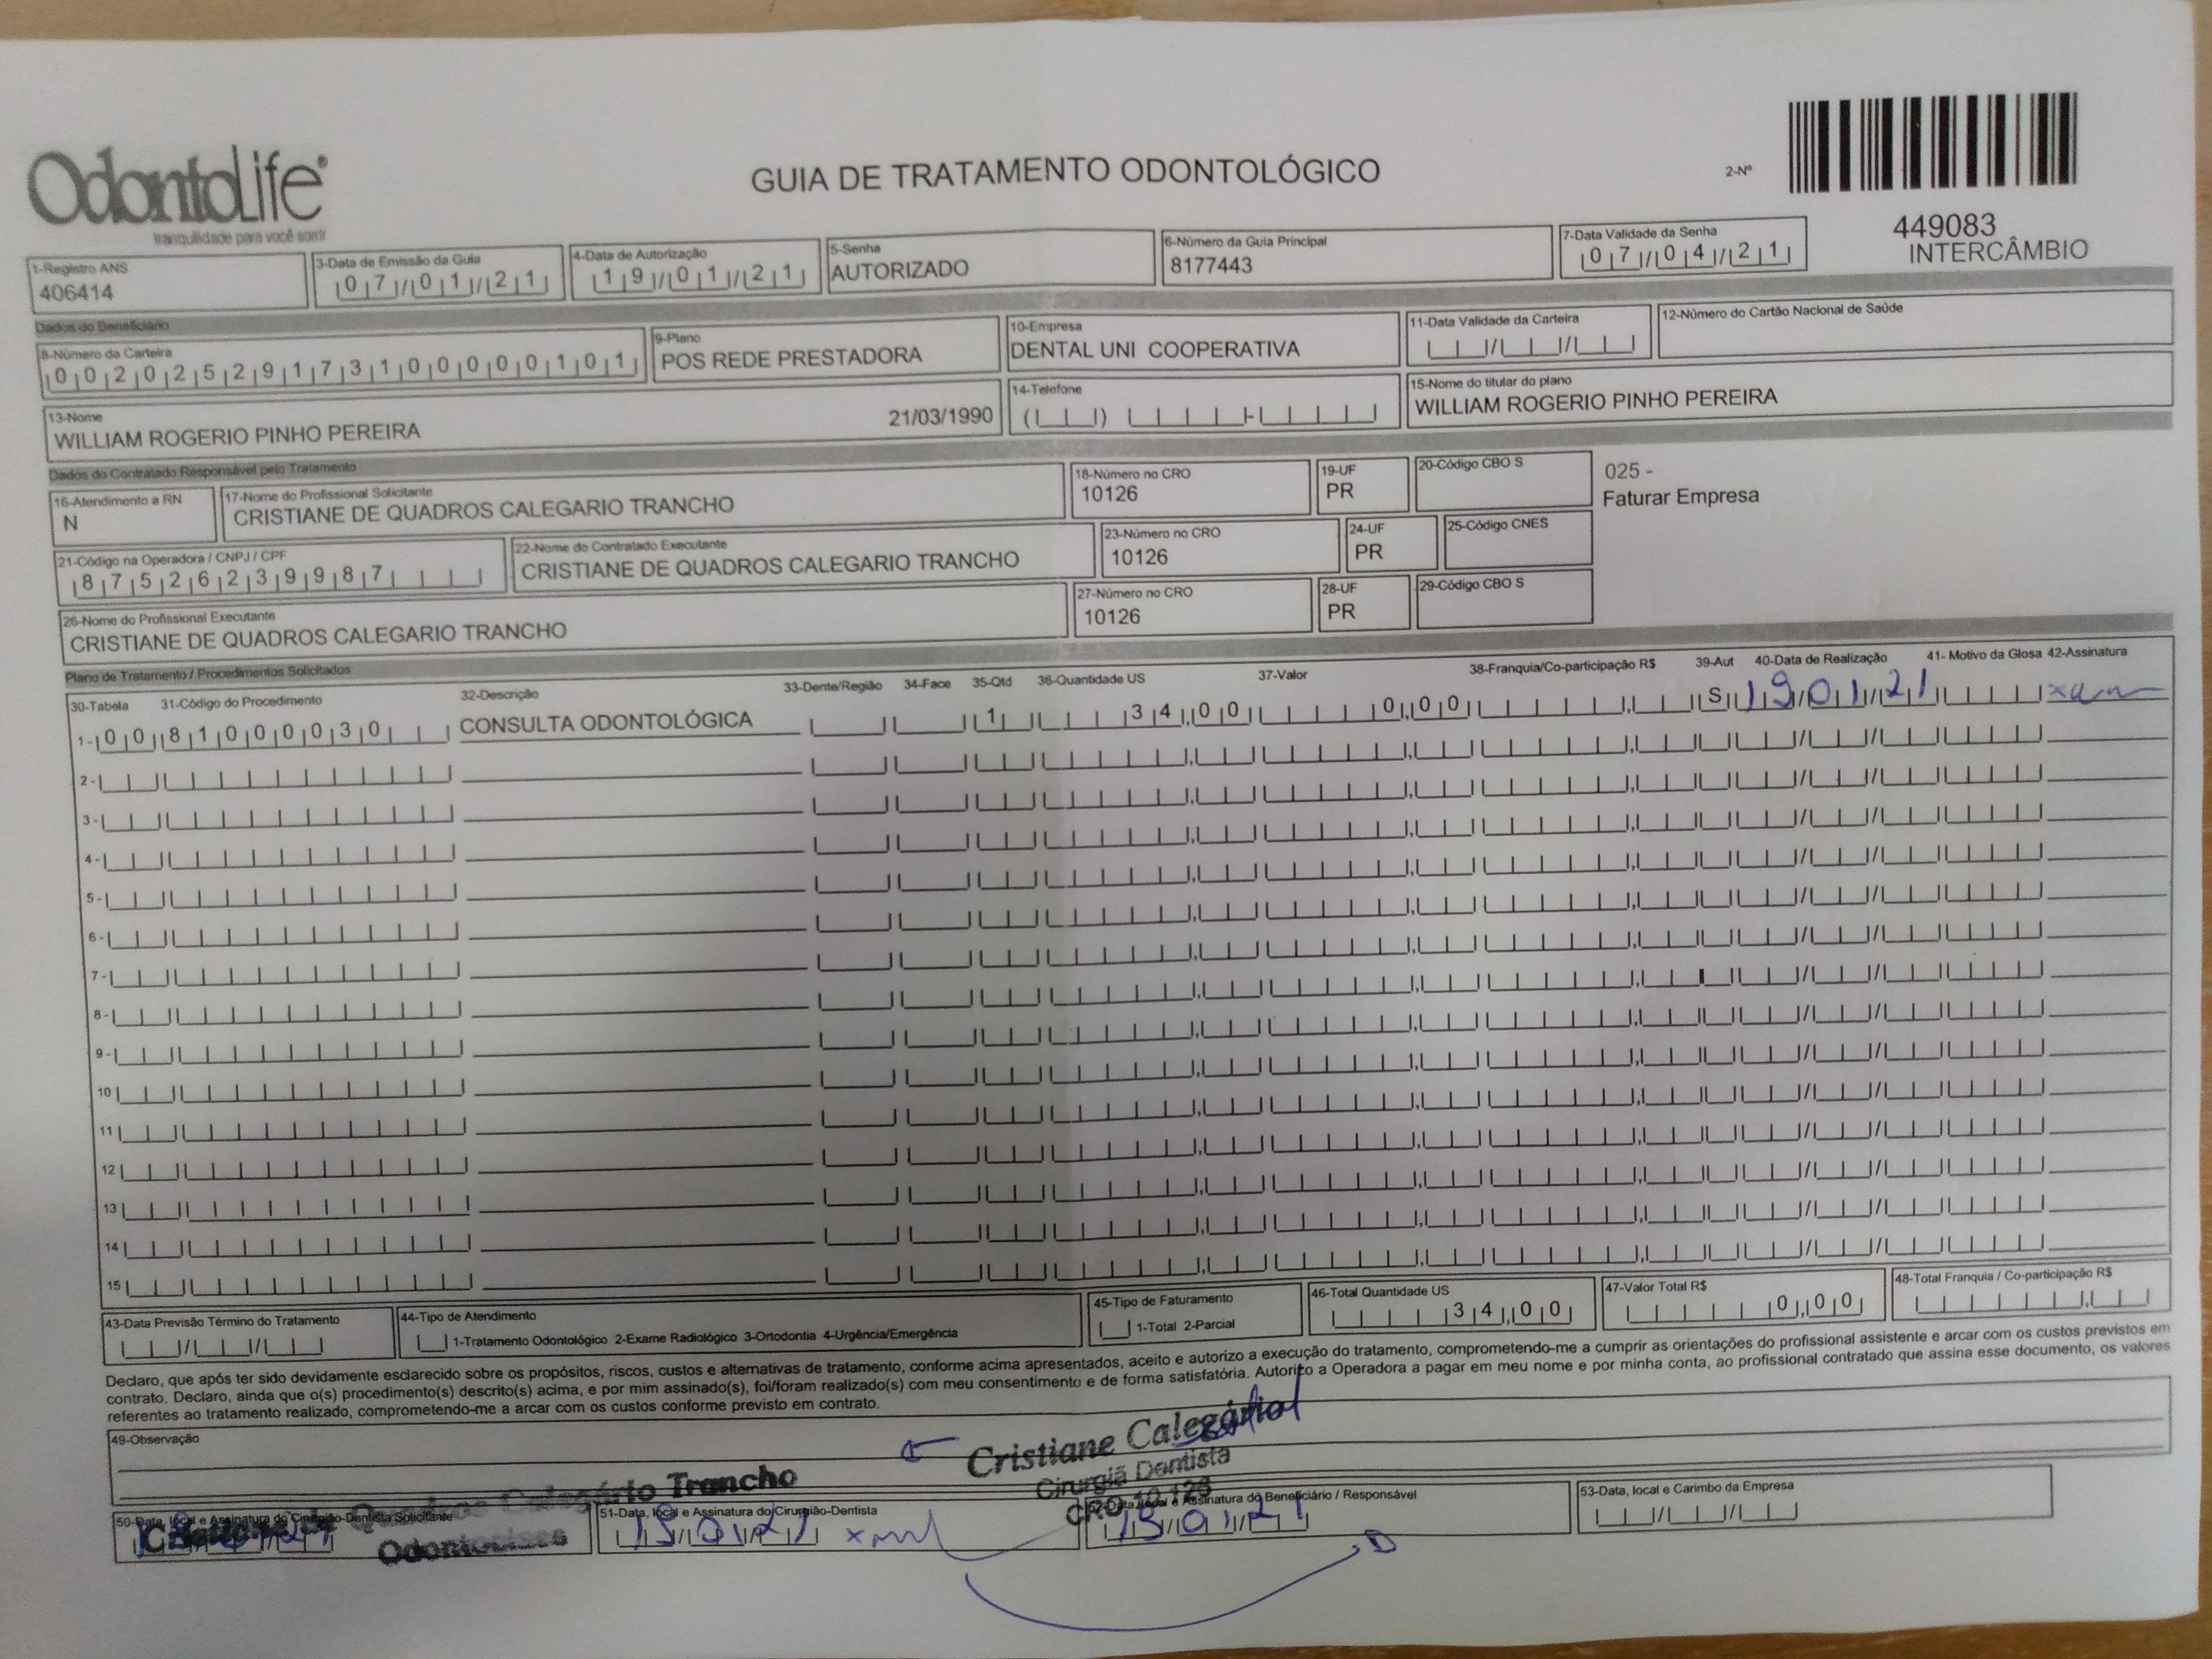 OdontoLife®
tranquilidade para você sorrir
GUIA DE TRATAMENTO ODONTOLÓGICO
2-Nº
449083
INTERCÂMBIO
1-Registro ANS
406414
3-Data de Emissão da Guia
07/01/21
4-Data de Autorização
19/01/21
5-Senha
AUTORIZADO
6-Número da Guia Principal
8177443
7-Data Validade da Senha
07/04/21
Dados do Beneficiário
8-Número da Carteira
00202529173100000101
9-Plano
POS REDE PRESTADORA
10-Empresa
DENTAL UNI COOPERATIVA
11-Data Validade da Carteira
12-Número do Cartão Nacional de Saúde
13-Nome
WILLIAM ROGERIO PINHO PEREIRA 21/03/1990
14-Telefone
15-Nome do titular do plano
WILLIAM ROGERIO PINHO PEREIRA
Dados do Contratado Responsável pelo Tratamento
16-Atendimento a RN
N
17-Nome do Profissional Solicitante
CRISTIANE DE QUADROS CALEGARIO TRANCHO
18-Número no CRO
10126
19-UF
PR
20-Código CBO S
025 -
Faturar Empresa
21-Código na Operadora / CNPJ / CPF
87526239987
22-Nome do Contratado Executante
CRISTIANE DE QUADROS CALEGARIO TRANCHO
23-Número no CRO
10126
24-UF
PR
25-Código CNES
26-Nome do Profissional Executante
CRISTIANE DE QUADROS CALEGARIO TRANCHO
27-Número no CRO
10126
28-UF
PR
29-Código CBO S
Plano de Tratamento / Procedimentos Solicitados
30-Tabela 31-Código do Procedimento 32-Descrição 33-Dente/Região 34-Face 35-Qtd 36-Quantidade US 37-Valor 38-Franquia/Co-participação R$ 39-Aut 40-Data de Realização 41- Motivo da Glosa 42-Assinatura
1- 00 81000030 CONSULTA ODONTOLÓGICA 1 34,00 0,00 S 19/01/21
2-
3-
4-
5-
6-
7-
8-
9-
10
11
12
13
14
15
43-Data Previsão Término do Tratamento
44-Tipo de Atendimento
1-Tratamento Odontológico 2-Exame Radiológico 3-Ortodontia 4-Urgência/Emergência
45-Tipo de Faturamento
1-Total 2-Parcial
46-Total Quantidade US
34,00
47-Valor Total R$
0,00
48-Total Franquia / Co-participação R$
Declaro, que após ter sido devidamente esclarecido sobre os propósitos, riscos, custos e alternativas de tratamento, conforme acima apresentados, aceito e autorizo a execução do tratamento, comprometendo-me a cumprir as orientações do profissional assistente e arcar com os custos previstos em
contrato. Declaro, ainda que o(s) procedimento(s) descrito(s) acima, e por mim assinado(s), foi/foram realizado(s) com meu consentimento e de forma satisfatória. Autorizo a Operadora a pagar em meu nome e por minha conta, ao profissional contratado que assina esse documento, os valores
referentes ao tratamento realizado, comprometendo-me a arcar com os custos conforme previsto em contrato.
49-Observação
Cristiane Calegário
Cirurgiã Dentista
CRO 10.126
Quadros Calegário Trancho
50-Data, local e Assinatura do Cirurgião-Dentista Solicitante
51-Data, local e Assinatura do Cirurgião-Dentista
19/01/21
52-Data, local e Assinatura do Beneficiário / Responsável
19/01/21
53-Data, local e Carimbo da Empresa